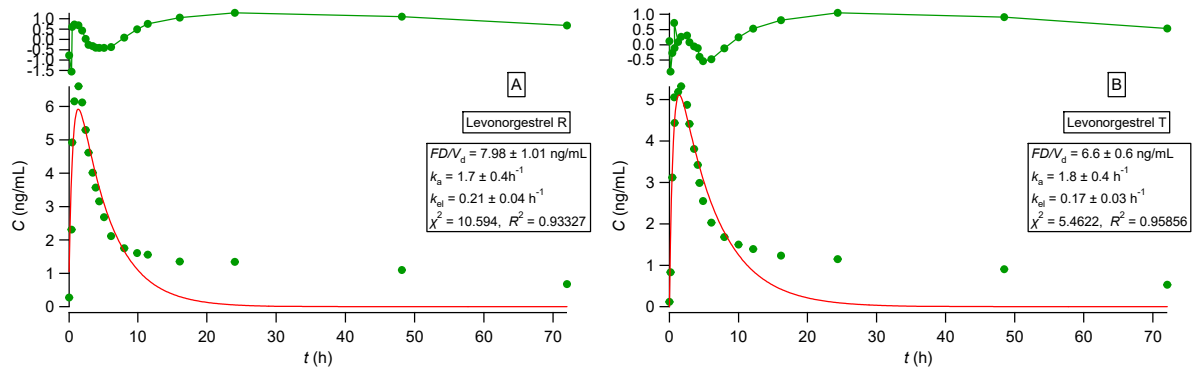 1.0
0.5
0.0
-0.5
-1.0
-1.5
A
Levonorgestrel R
FD/Vd = 7.98 ± 1.01 ng/mL
ka = 1.7 ± 0.4h-1
kel = 0.21 ± 0.04 h-1
χ2 = 10.594, R2 = 0.93327
C (ng/mL)
6
5
4
3
2
1
0
0 10 20 30 40 50 60 70
t (h)
1.0
0.5
0.0
-0.5
B
Levonorgestrel T
FD/Vd = 6.6 ± 0.6 ng/mL
ka = 1.8 ± 0.4 h-1
kel = 0.17 ± 0.03 h-1
χ2 = 5.4622, R2 = 0.95856
C (ng/mL)
5
4
3
2
1
0
0 10 20 30 40 50 60 70
t (h)